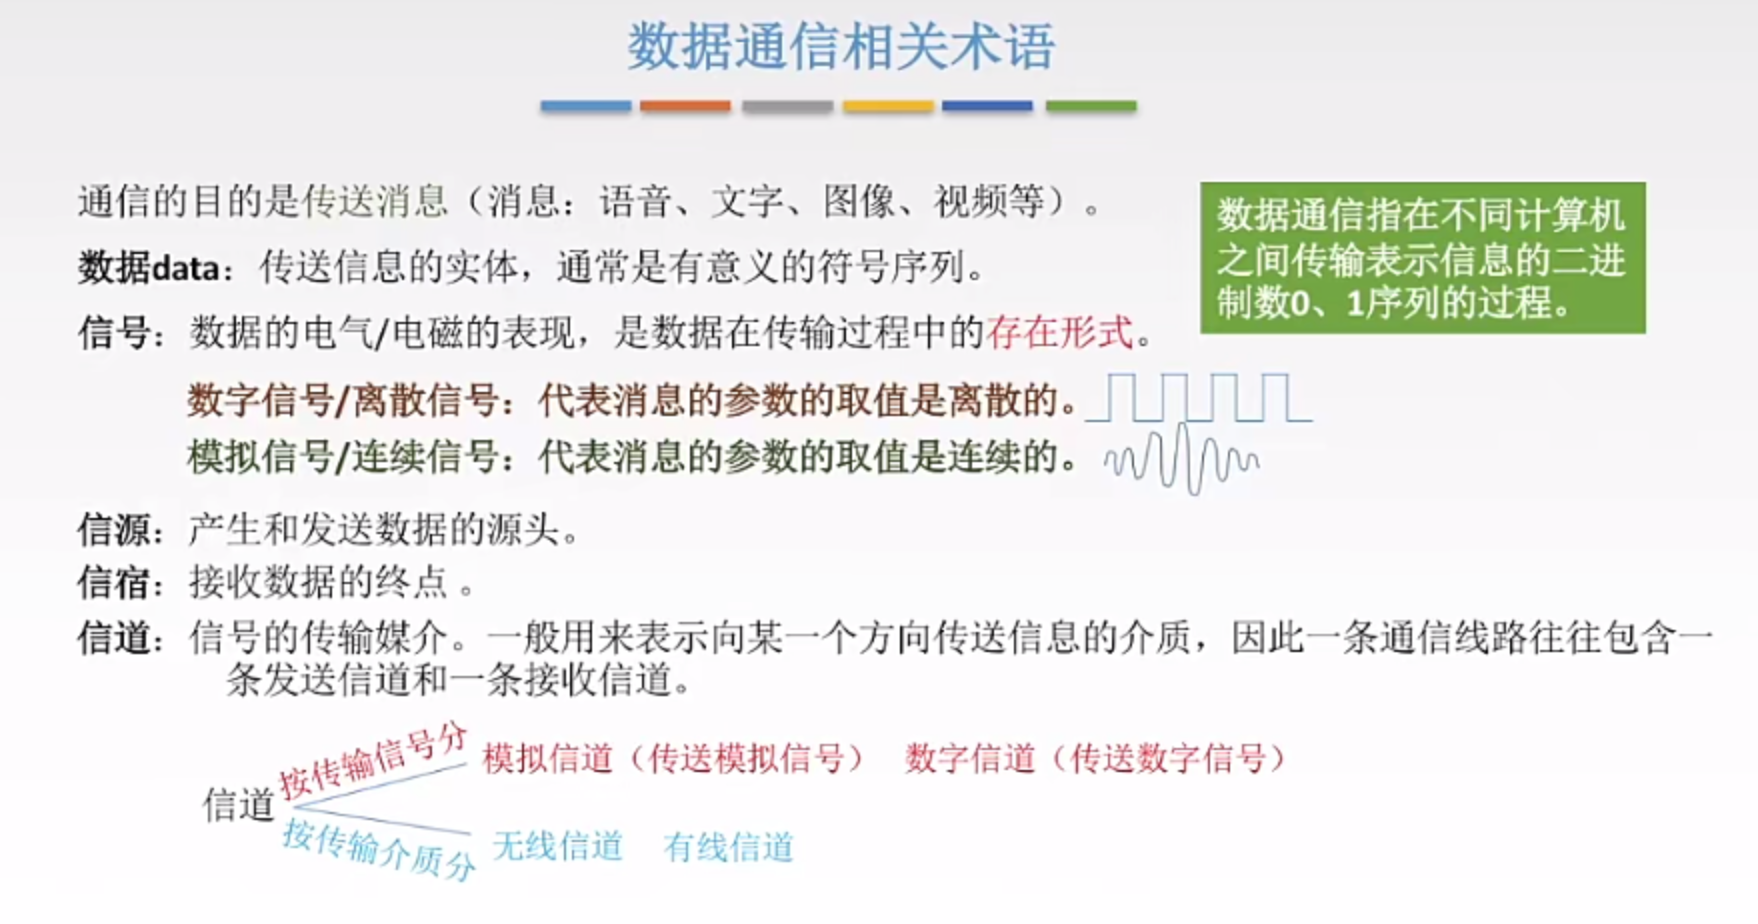 数据通信相关术语
通信的目的是传送消息（消息：语音、文字、图像、视频等）。
数据通信指在不同计算机
之间传输表示信息的二进
制数0、1序列的过程。
数据data：传送信息的实体，通常是有意义的符号序列。
信号：数据的电气/电磁的表现，是数据在传输过程中的存在形式。
数字信号/离散信号：代表消息的参数的取值是离散的。
模拟信号/连续信号：代表消息的参数的取值是连续的。
信源：产生和发送数据的源头。
信宿：接收数据的终点 。
信道：信号的传输媒介。一般用来表示向某一个方向传送信息的介质，因此一条通信线路往往包含一
条发送信道和一条接收信道。
信道
按传输信号分
模拟信道（传送模拟信号） 数字信道（传送数字信号）
按传输介质分
无线信道 有线信道